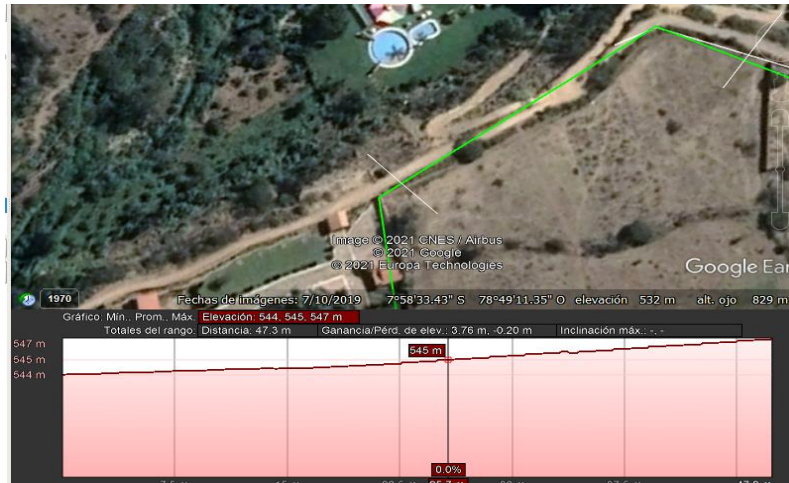 Image © 2021 CNES / Airbus
© 2021 Google
© 2021 Europa Technologies
Google Ear
1970
Fechas de imágenes: 7/10/2019 7°58'33.43" S 78°49'11.35" O elevación 532 m alt. ojo 829 m
Gráfico: Mín., Prom., Máx. Elevación: 544, 545, 547 m
Totales del rango: Distancia: 47.3 m Ganancia/Pérd. de elev.: 3,76 m, -0.20 m Inclinación máx.: -, -
547 m
545 m
545 m
544 m
0.0%